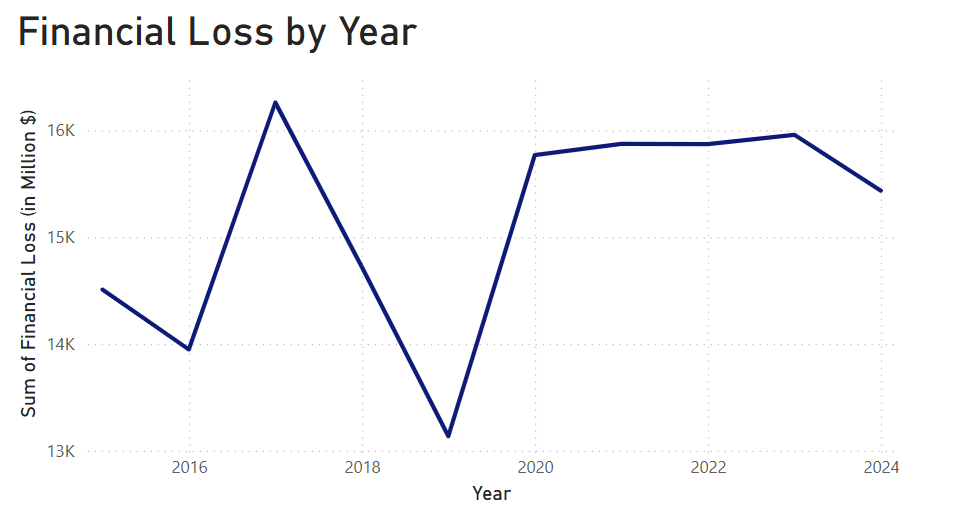 Financial Loss by Year
Sum of Financial Loss (in Million $)
16K
15K
14K
13K
2016 2018 2020 2022 2024
Year